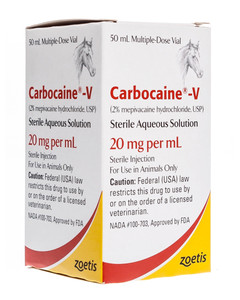 50 mL Multiple-Dose Vial
Carbocaine®-V
(2% mepivacaine hydrochloride, USP)
Sterile Aqueous Solution
20 mg per mL
Sterile Injection
For Use in Animals Only
Caution: Federal (USA) law
restricts this drug to use by
or on the order of a licensed
veterinarian.
NADA #100-703, Approved by FDA
zoetis
50 mL Multiple-Dose Vial
Carbocaine®-V
(2% mepivacaine hydrochloride, USP)
Sterile Aqueous Solution
20 mg per mL
Sterile Injection
For Use in Animals Only
Caution: Federal (USA) law
restricts this drug to use by
or on the order of a licensed
veterinarian.
NADA #100-703, Approved by FDA
zoetis